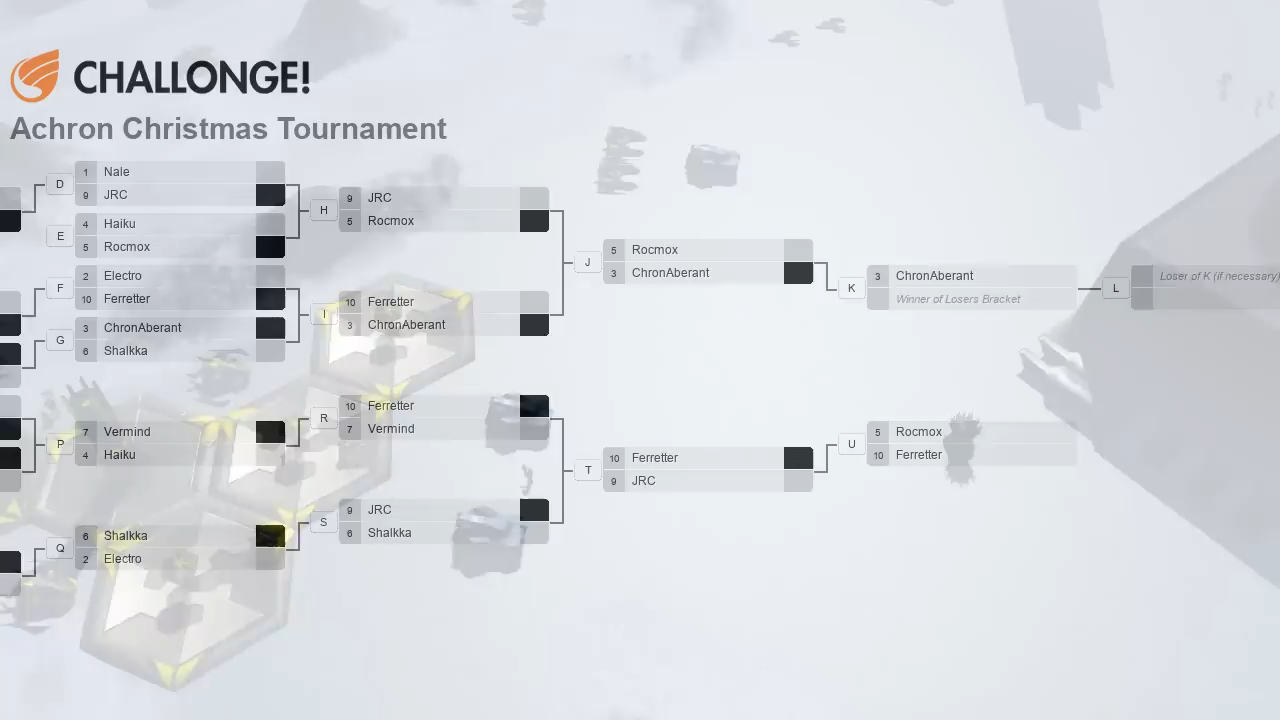 CHALLONGE!
Achron Christmas Tournament
D
1 Nale
9 JRC
E
4 Haiku
5 Rocmox
F
2 Electro
10 Ferretter
G
3 ChronAberant
6 Shalkka
H
9 JRC
5 Rocmox
I
10 Ferretter
3 ChronAberant
J
5 Rocmox
3 ChronAberant
K
3 ChronAberant
Winner of Losers Bracket
L
Loser of K (if necessary)
P
7 Vermind
4 Haiku
Q
6 Shalkka
2 Electro
R
10 Ferretter
7 Vermind
S
9 JRC
6 Shalkka
T
10 Ferretter
9 JRC
U
5 Rocmox
10 Ferretter